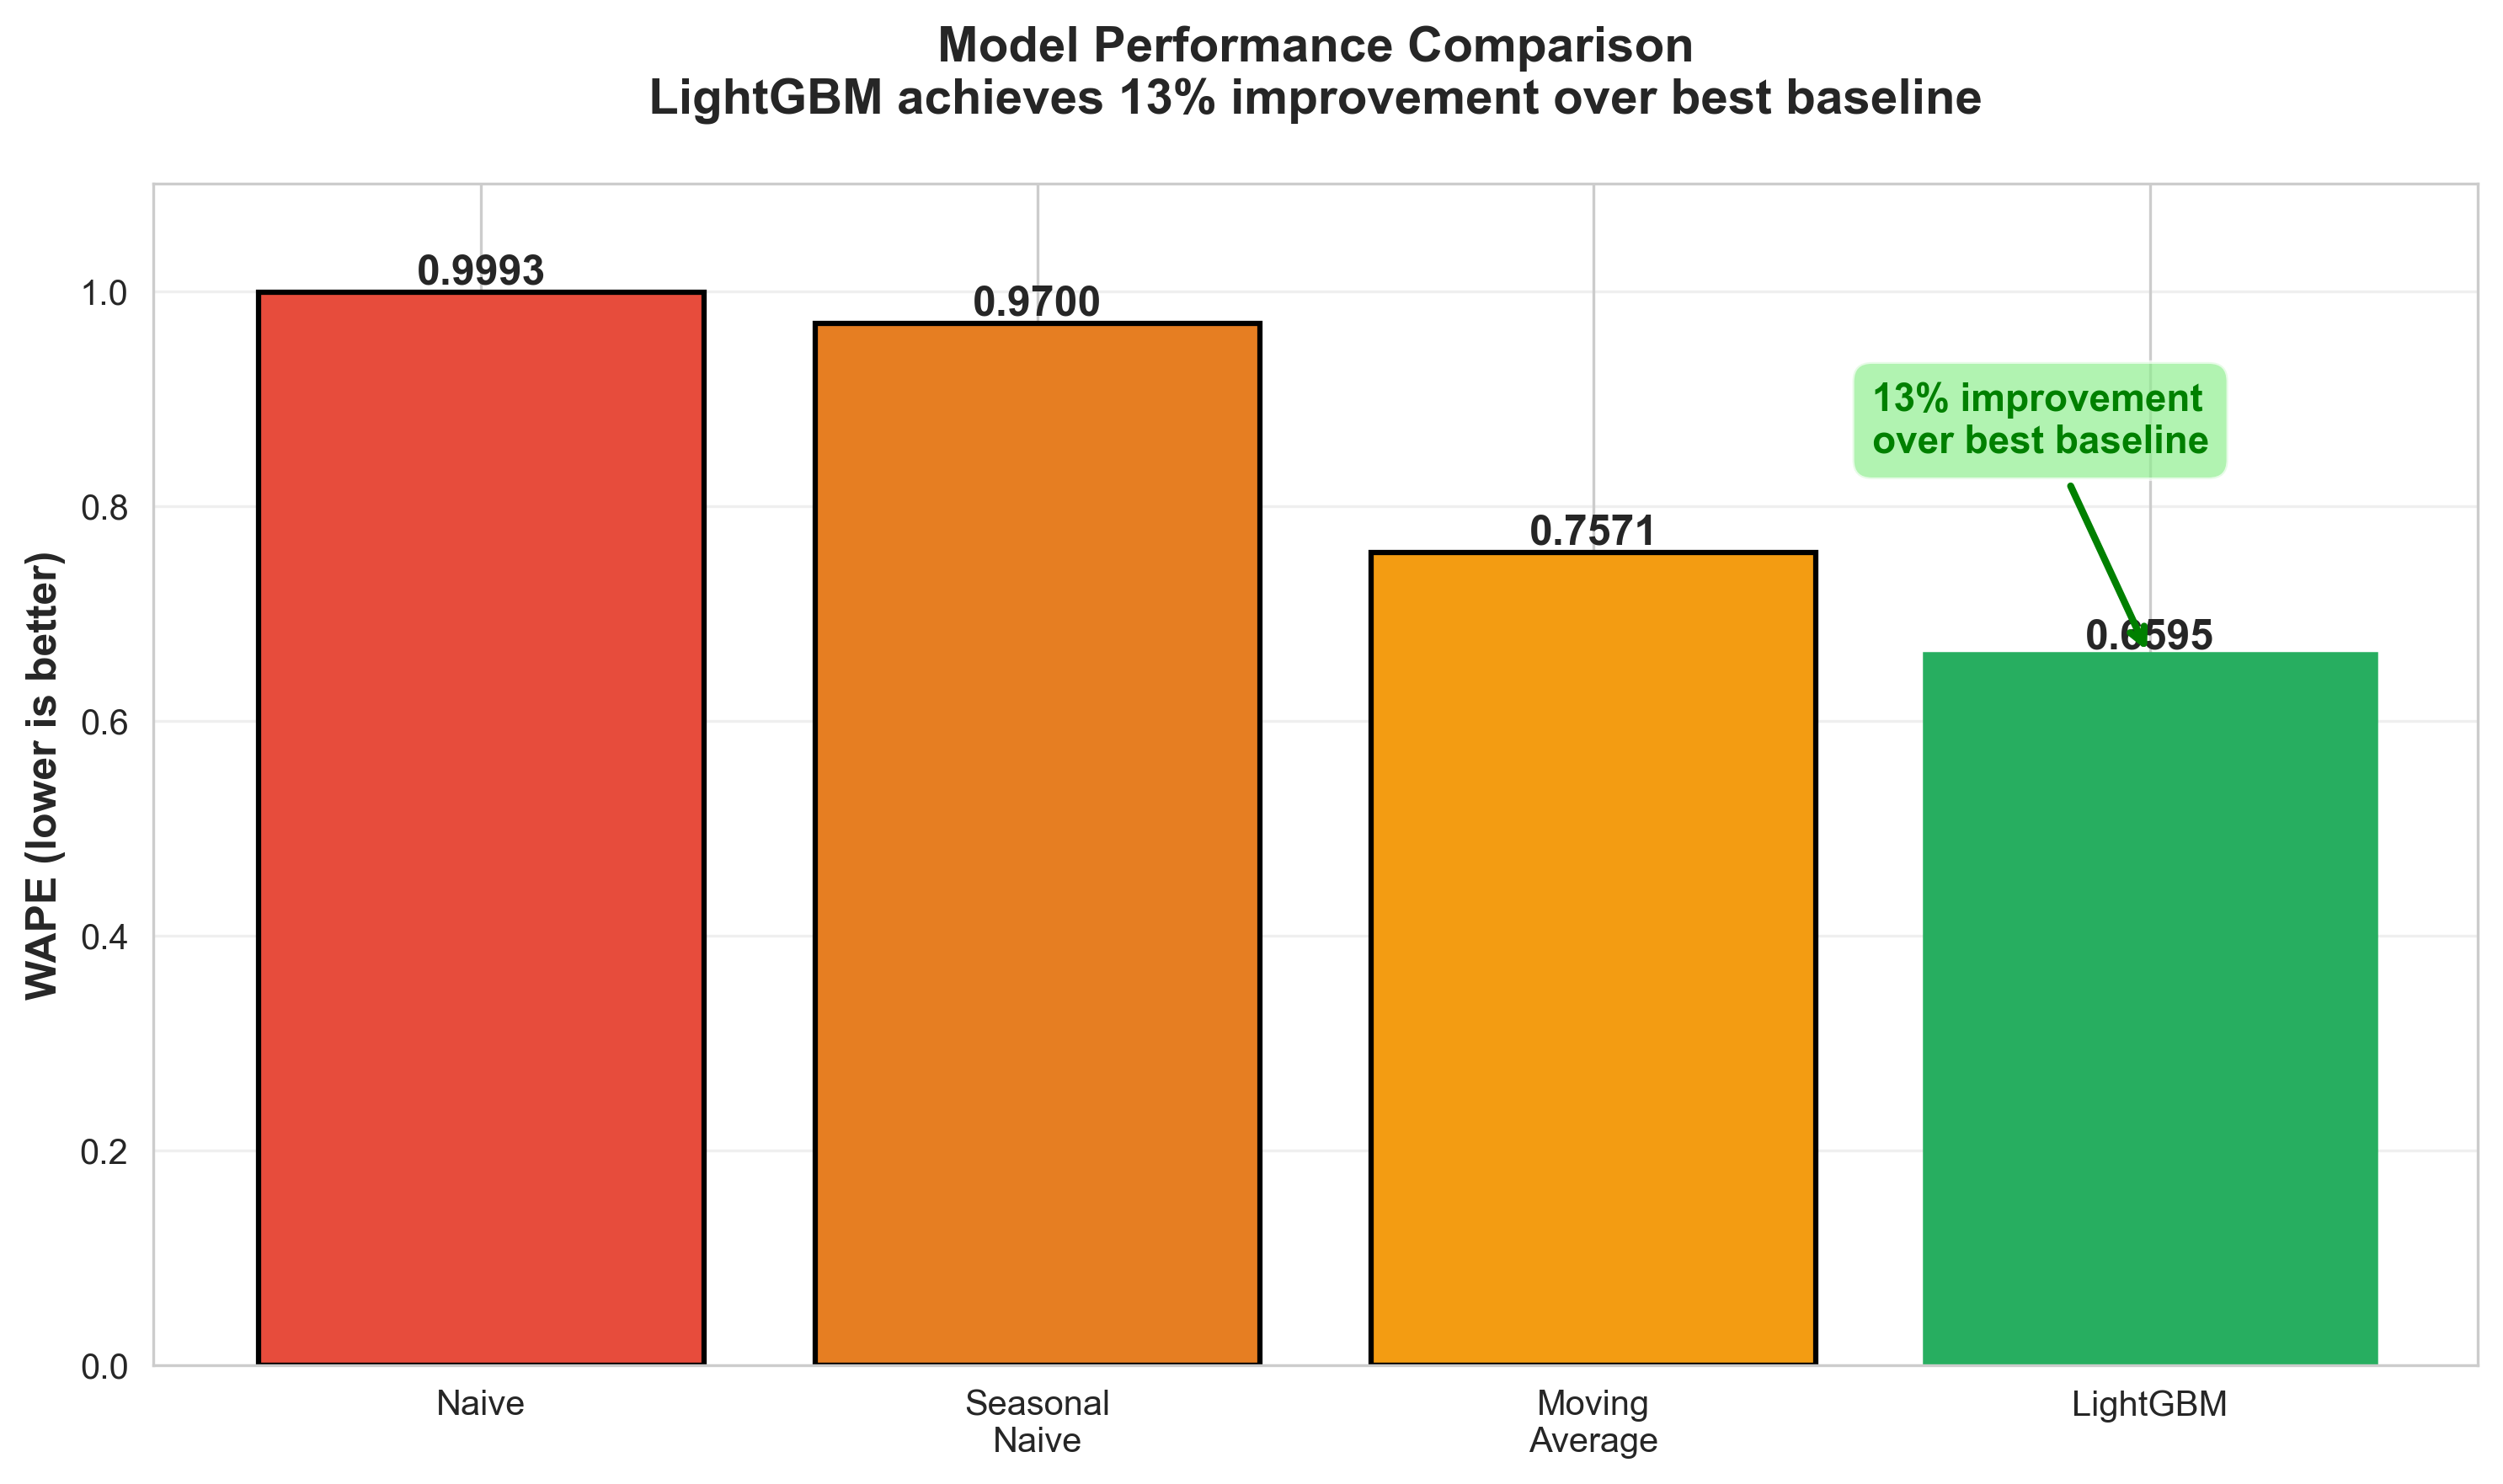 Model Performance Comparison
LightGBM achieves 13% improvement over best baseline
WAPE (lower is better)
1.0
0.8
0.6
0.4
0.2
0.0
0.9993
0.9700
0.7571
0.6595
13% improvement
over best baseline
Naive
Seasonal
Naive
Moving
Average
LightGBM